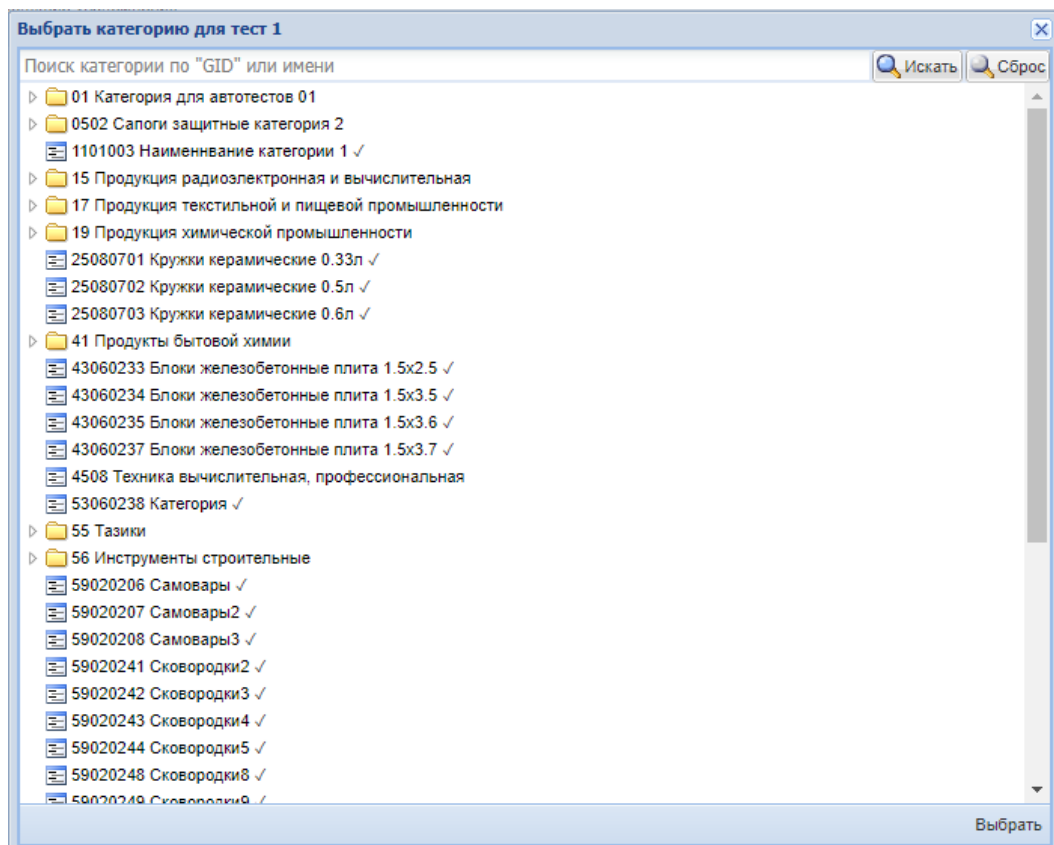 Выбрать категорию для тест 1
Поиск категории по "GID" или имени Искать Сброс
01 Категория для автотестов 01
0502 Сапоги защитные категория 2
1101003 Наименнвание категории 1 ✓
15 Продукция радиоэлектронная и вычислительная
17 Продукция текстильной и пищевой промышленности
19 Продукция химической промышленности
25080701 Кружки керамические 0.33л ✓
25080702 Кружки керамические 0.5л ✓
25080703 Кружки керамические 0.6л ✓
41 Продукты бытовой химии
43060233 Блоки железобетонные плита 1.5x2.5 ✓
43060234 Блоки железобетонные плита 1.5x3.5 ✓
43060235 Блоки железобетонные плита 1.5x3.6 ✓
43060237 Блоки железобетонные плита 1.5x3.7 ✓
4508 Техника вычислительная, профессиональная
53060238 Категория ✓
55 Тазики
56 Инструменты строительные
59020206 Самовары ✓
59020207 Самовары2 ✓
59020208 Самовары3 ✓
59020241 Сковородки2 ✓
59020242 Сковородки3 ✓
59020243 Сковородки4 ✓
59020244 Сковородки5 ✓
59020248 Сковородки8 ✓
59020249 Сковородки9 ✓
Выбрать